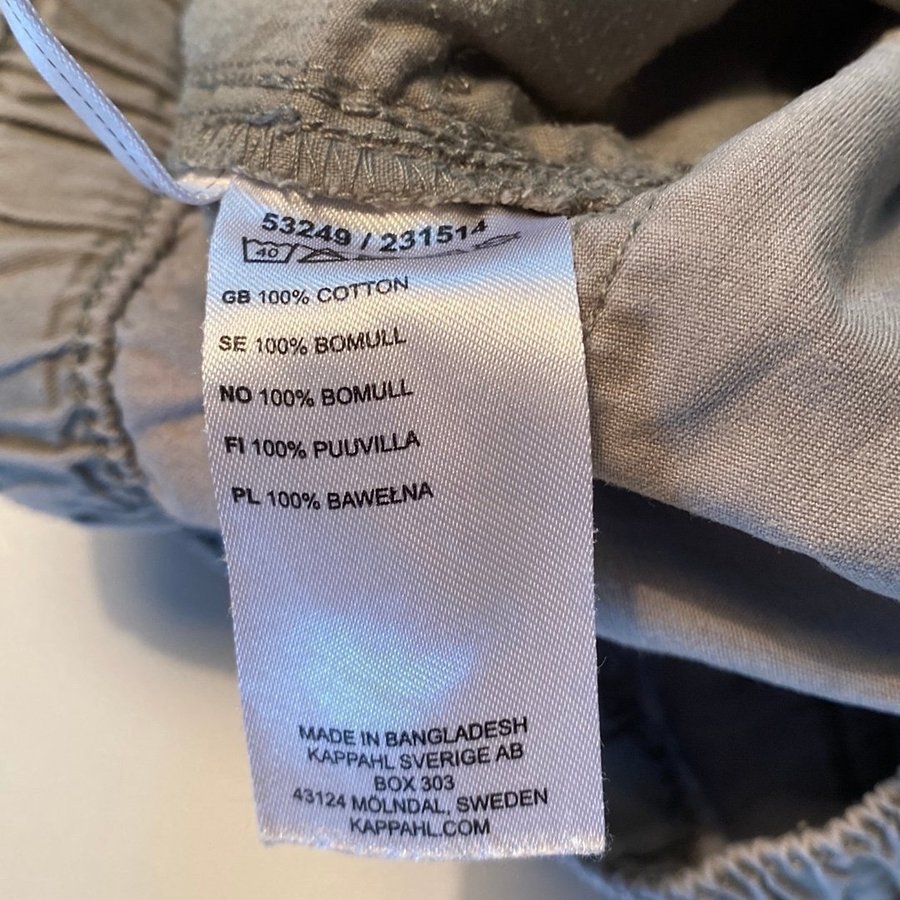 53249 / 231514
40
GB 100% COTTON
SE 100% BOMULL
NO 100% BOMULL
FI 100% PUUVILLA
PL 100% BAWEŁNA
MADE IN BANGLADESH
KAPPAHL SVERIGE AB
BOX 303
43124 MÖLNDAL, SWEDEN
KAPPAHL.COM